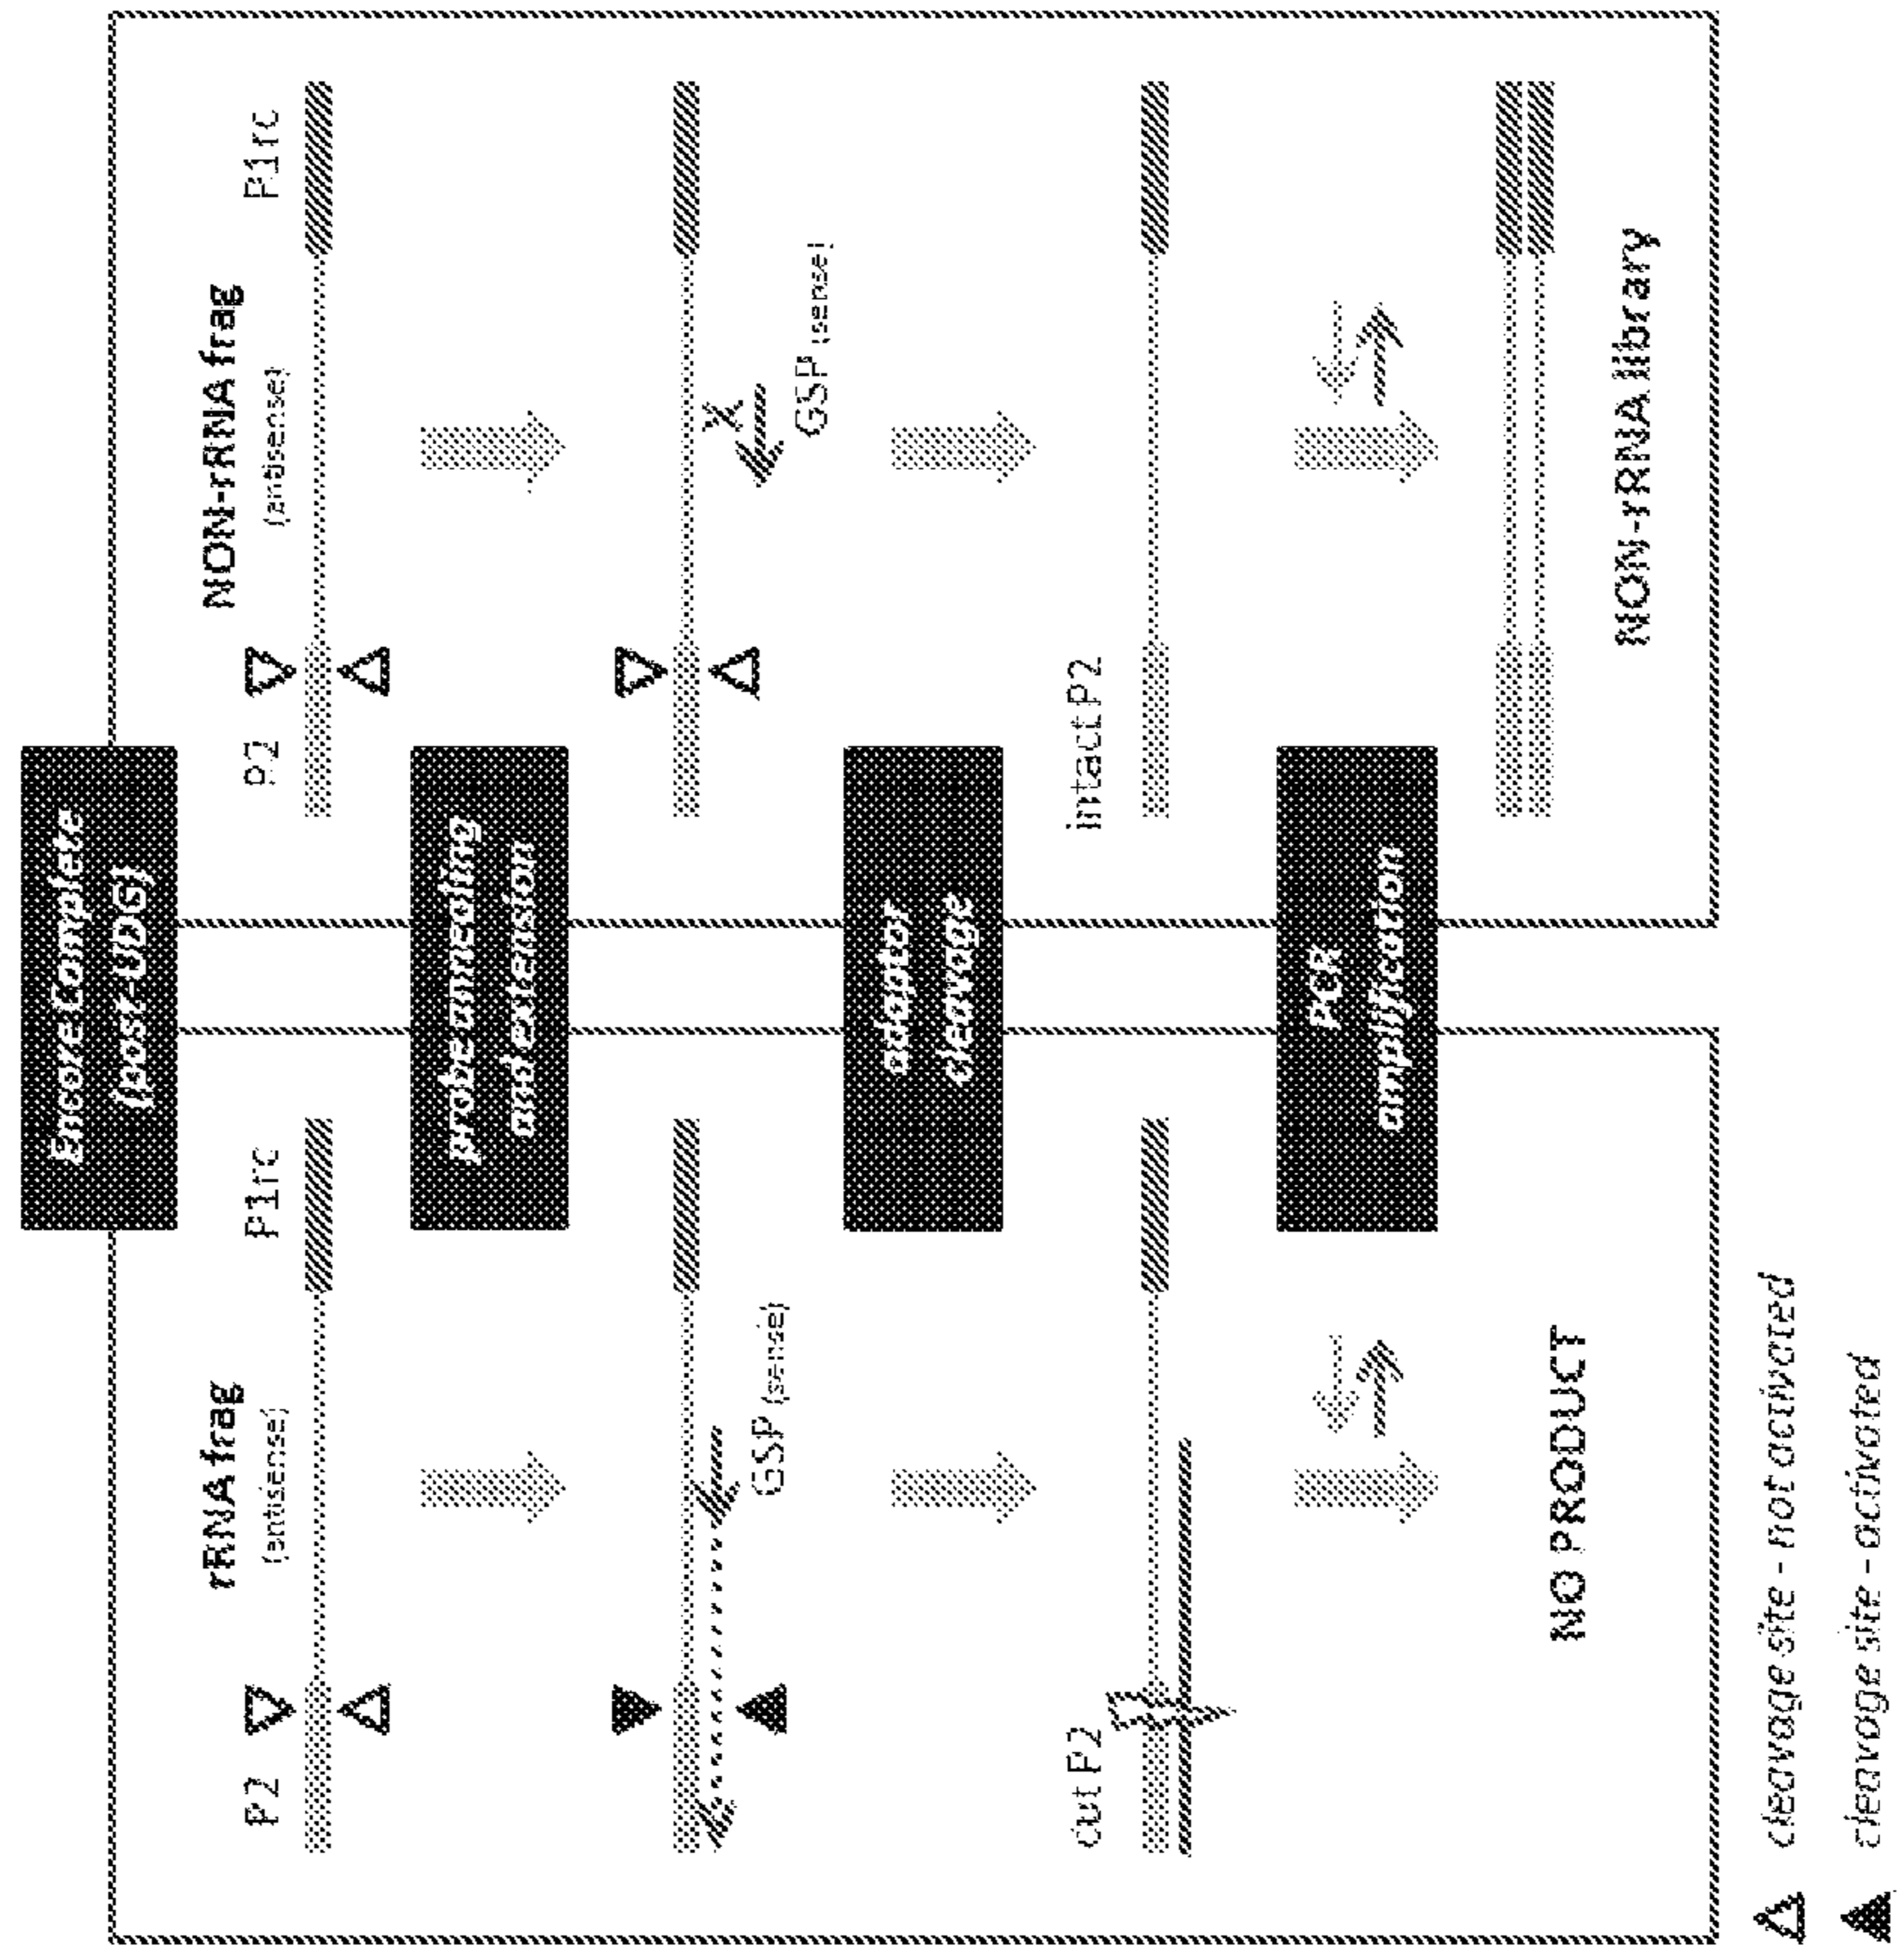 Encore Complete
(post-UDG)
rRNA frag
(antisense)
P2
P1rc
NON-rRNA frag
(antisense)
P2
P1rc
probe annealing
and extension
GSP (sense)
X
GSP (sense)
adaptor
cleavage
cut P2
intact P2
PCR
amplification
NO PRODUCT
NON-rRNA library
cleavage site - not activated
cleavage site - activated